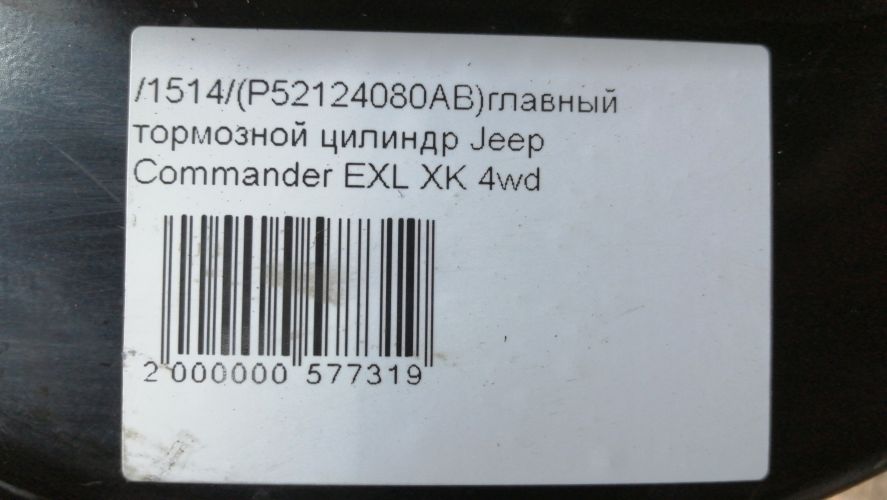 /1514/(P52124080AB)главный
тормозной цилиндр Jeep
Commander EXL XK 4wd
2 000000 577319